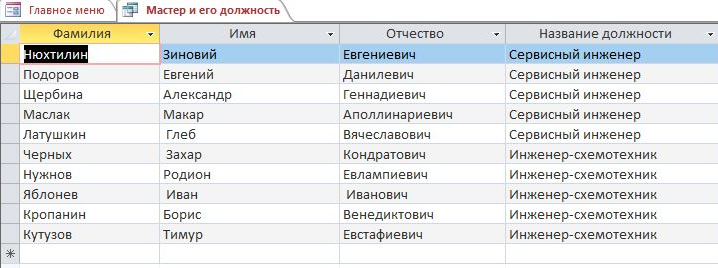 Главное меню Мастер и его должность
Фамилия Имя Отчество Название должности
Нюхтилин Зиновий Евгениевич Сервисный инженер
Подоров Евгений Данилевич Сервисный инженер
Щербина Александр Геннадиевич Сервисный инженер
Маслак Макар Аполлинариевич Сервисный инженер
Латушкин Глеб Вячеславович Сервисный инженер
Черных Захар Кондратович Инженер-схемотехник
Нужнов Родион Евлампиевич Инженер-схемотехник
Яблонев Иван Иванович Инженер-схемотехник
Кропанин Борис Венедиктович Инженер-схемотехник
Кутузов Тимур Евстафиевич Инженер-схемотехник